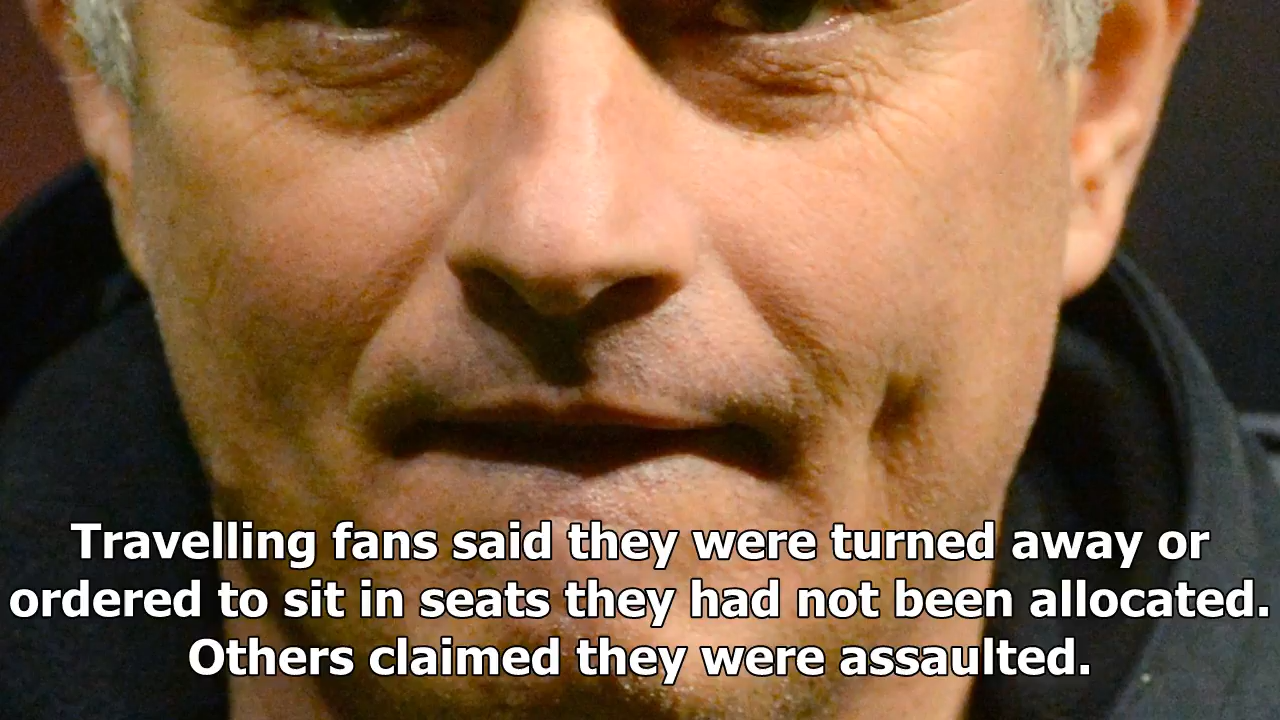 Travelling fans said they were turned away or
ordered to sit in seats they had not been allocated.
Others claimed they were assaulted.